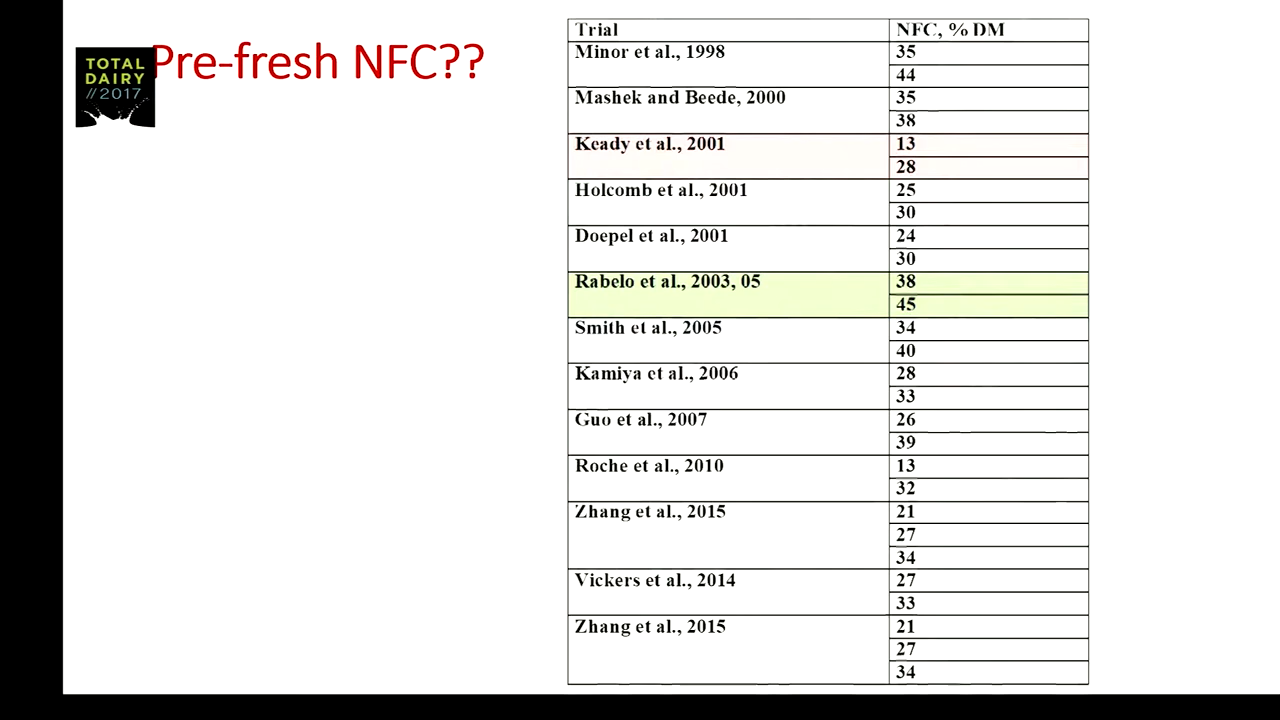 Pre-fresh NFC??
TOTAL
DAIRY
//2017
Trial NFC, % DM
Minor et al., 1998 35
44
Mashek and Beede, 2000 35
38
Keady et al., 2001 13
28
Holcomb et al., 2001 25
30
Doepel et al., 2001 24
30
Rabelo et al., 2003, 05 38
45
Smith et al., 2005 34
40
Kamiya et al., 2006 28
33
Guo et al., 2007 26
39
Roche et al., 2010 13
32
Zhang et al., 2015 21
27
34
Vickers et al., 2014 27
33
Zhang et al., 2015 21
27
34